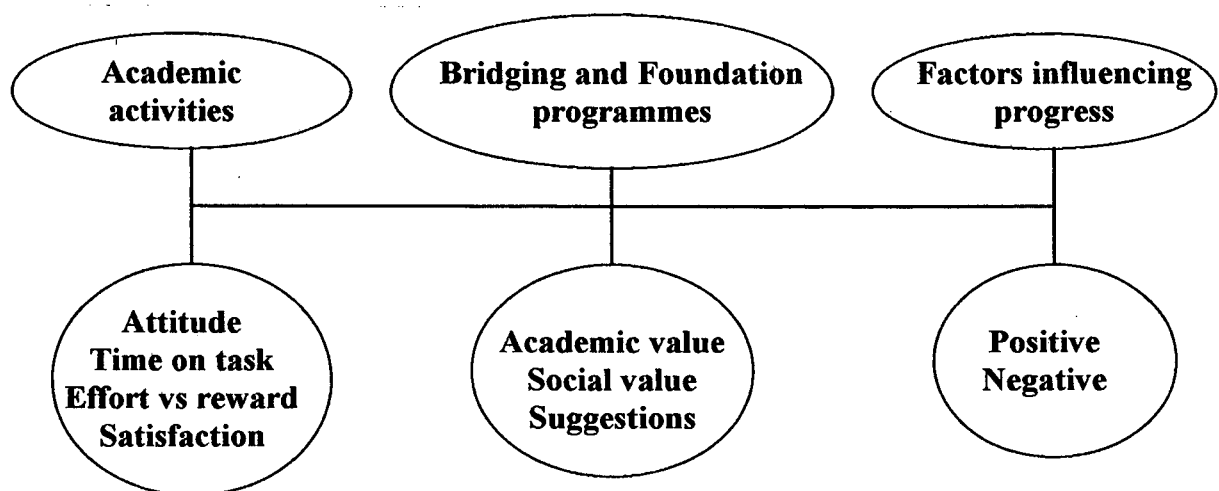 Academic
activities
Bridging and Foundation
programmes
Factors influencing
progress
Attitude
Time on task
Effort vs reward
Satisfaction
Academic value
Social value
Suggestions
Positive
Negative